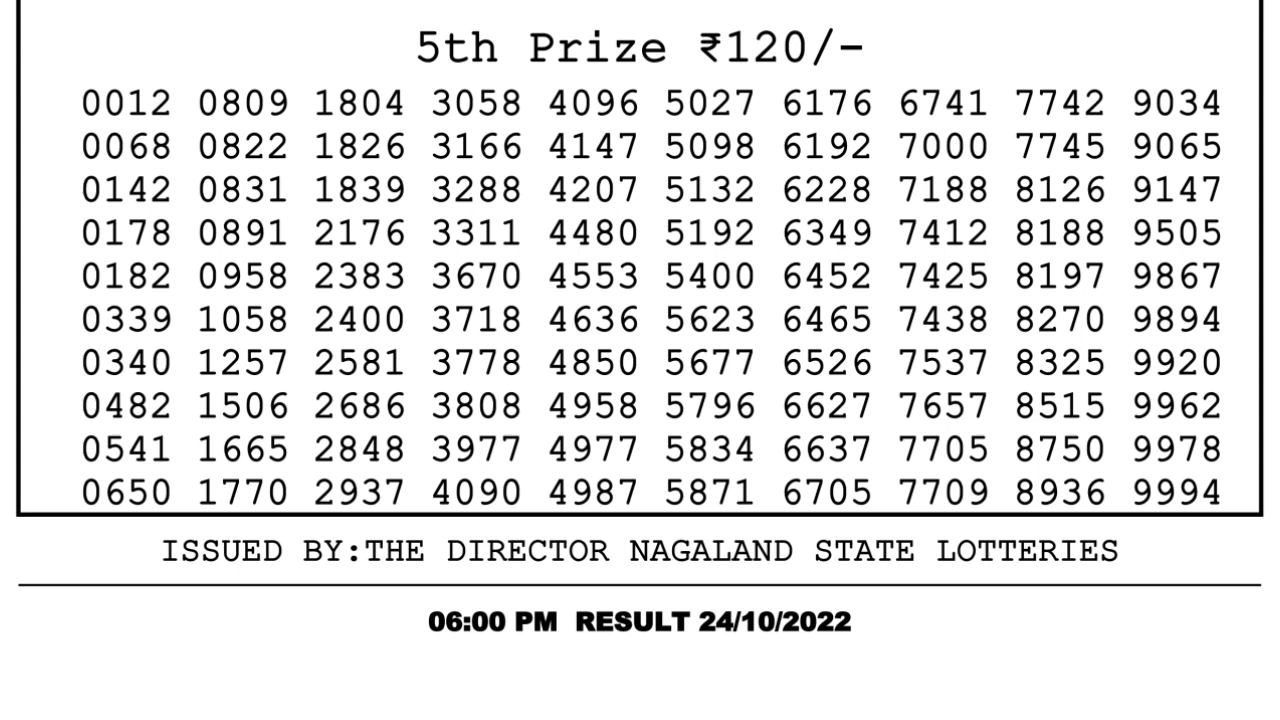 5th Prize ₹120/-
0012 0809 1804 3058 4096 5027 6176 6741 7742 9034
0068 0822 1826 3166 4147 5098 6192 7000 7745 9065
0142 0831 1839 3288 4207 5132 6228 7188 8126 9147
0178 0891 2176 3311 4480 5192 6349 7412 8188 9505
0182 0958 2383 3670 4553 5400 6452 7425 8197 9867
0339 1058 2400 3718 4636 5623 6465 7438 8270 9894
0340 1257 2581 3778 4850 5677 6526 7537 8325 9920
0482 1506 2686 3808 4958 5796 6627 7657 8515 9962
0541 1665 2848 3977 4977 5834 6637 7705 8750 9978
0650 1770 2937 4090 4987 5871 6705 7709 8936 9994
ISSUED BY:THE DIRECTOR NAGALAND STATE LOTTERIES
06:00 PM RESULT 24/10/2022